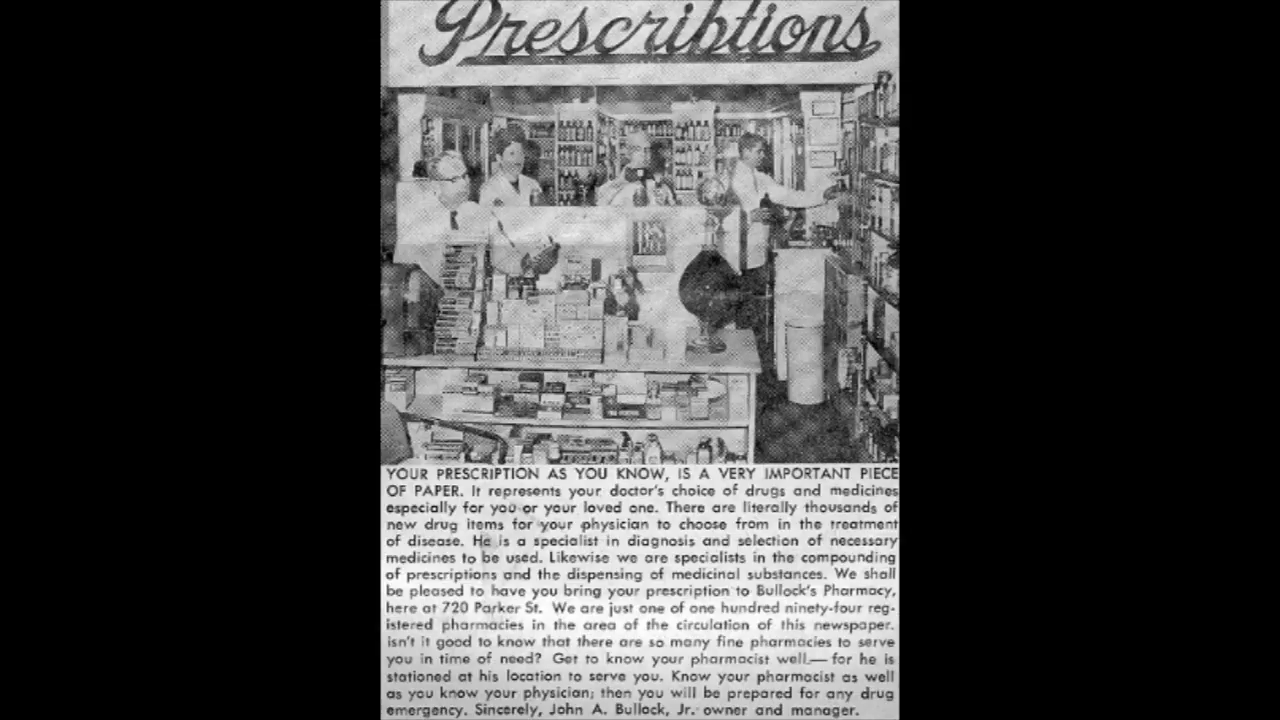 Prescribtions
YOUR PRESCRIPTION AS YOU KNOW, IS A VERY IMPORTANT PIECE
OF PAPER. It represents your doctor's choice of drugs and medicines
especially for you or your loved one. There are literally thousands of
new drug items for your physician to choose from in the treatment
of disease. He is a specialist in diagnosis and selection of necessary
medicines to be used. Likewise we are specialists in the compounding
of prescriptions and the dispensing of medicinal substances. We shall
be pleased to have you bring your prescription to Bullock's Pharmacy,
here at 720 Parker St. We are just one of one hundred ninety-four reg-
istered pharmacies in the area of the circulation of this newspaper.
isn't it good to know that there are so many fine pharmacies to serve
you in time of need? Get to know your pharmacist well.— for he is
stationed at his location to serve you. Know your pharmacist as well
as you know your physician; then you will be prepared for any drug
emergency. Sincerely, John A. Bullock, Jr. owner and manager.